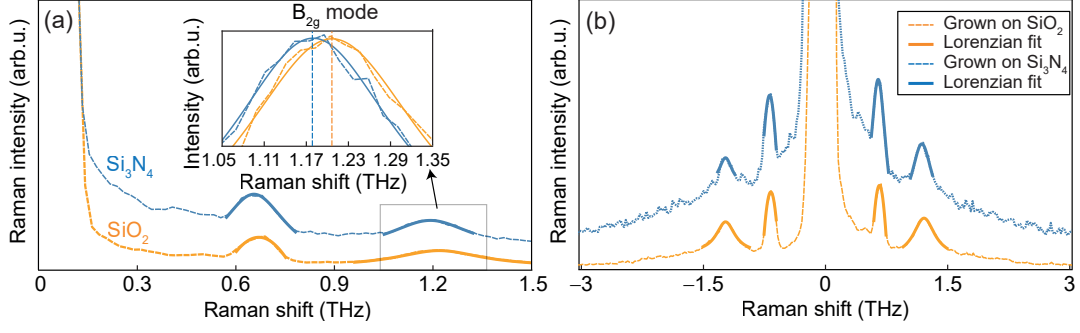 (a)
B2g mode
Intensity (arb.u.)
1.05 1.11 1.17 1.23 1.29 1.35
Raman shift (THz)
Si3N4
SiO2
Raman intensity (arb.u.)
0 0.3 0.6 0.9 1.2 1.5
Raman shift (THz)
(b)
Grown on SiO2
Lorenzian fit
Grown on Si3N4
Lorenzian fit
Raman intensity (arb.u.)
−3 −1.5 0 1.5 3
Raman shift (THz)